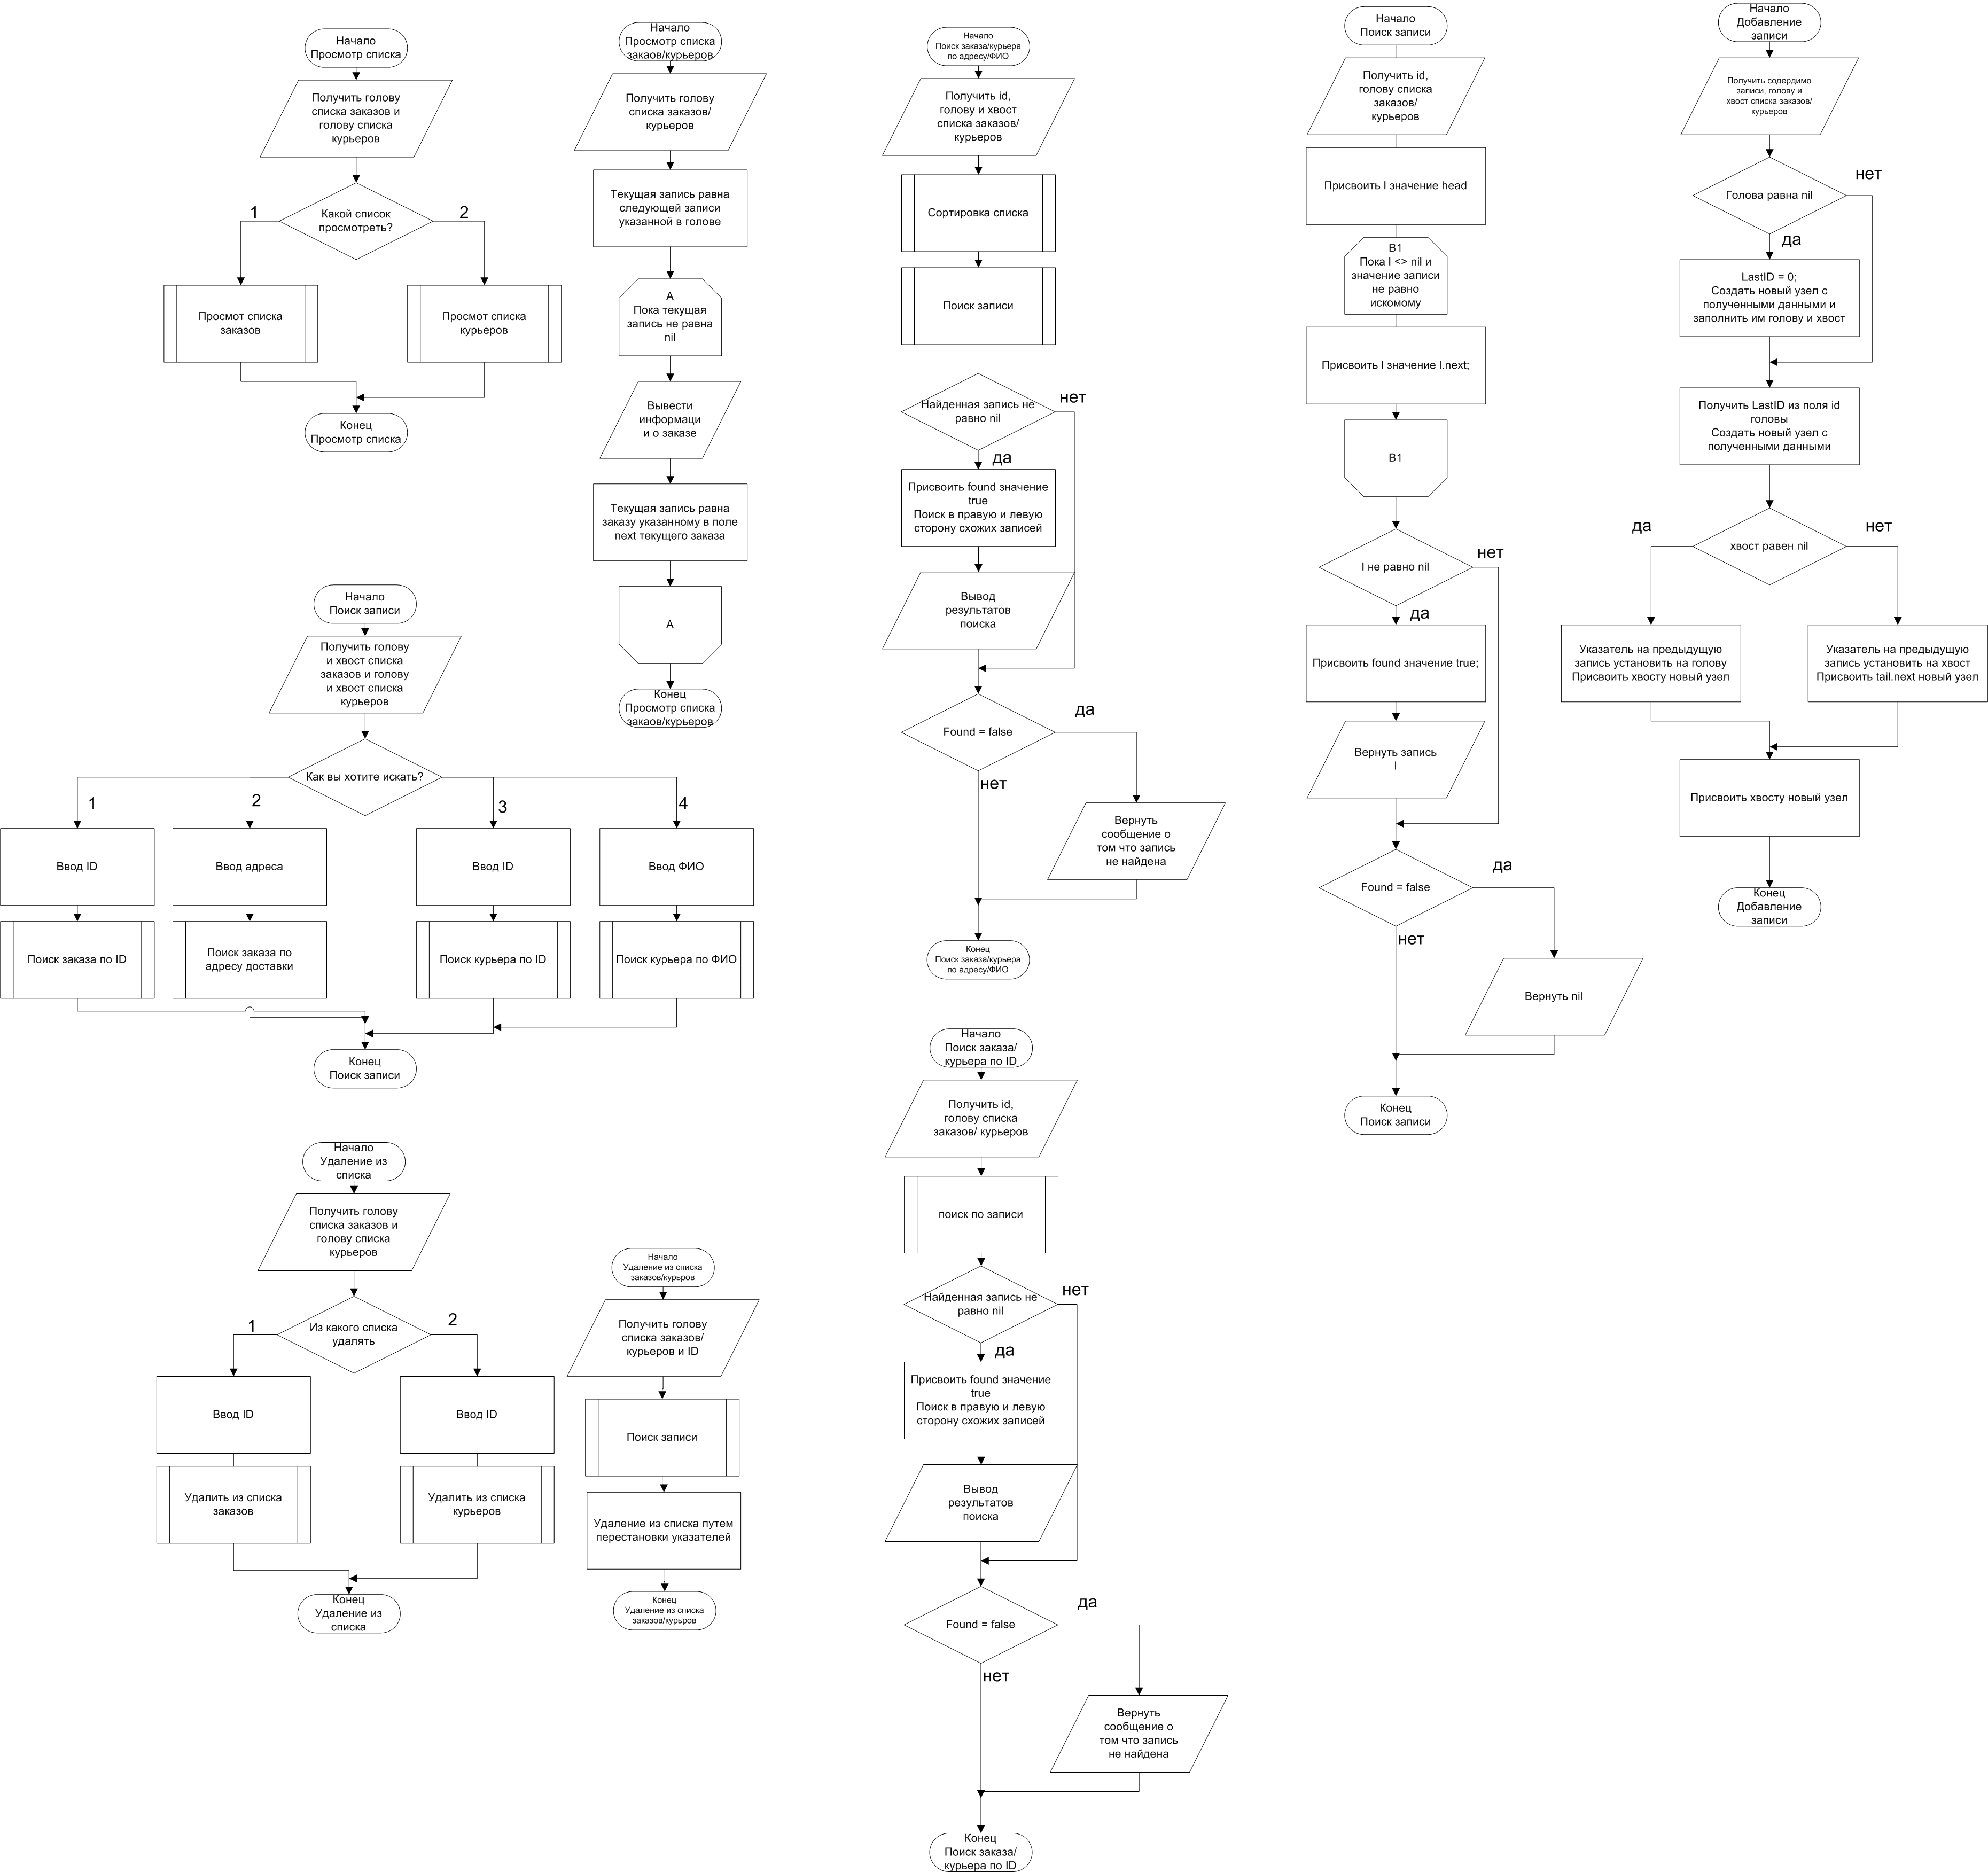 Начало
Просмотр списка
Получить голову
списка заказов и
голову списка
курьеров
Какой список
просмотреть?
1
2
Просмот списка
заказов
Просмот списка
курьеров
Конец
Просмотр списка
Начало
Просмотр списка
закаов/курьеров
Получить голову
списка заказов/
курьеров
Текущая запись равна
следующей записи
указанной в голове
А
Пока текущая
запись не равна
nil
Вывести
информаци
и о заказе
Текущая запись равна
заказу указанному в поле
next текущего заказа
А
Конец
Просмотр списка
закаов/курьеров
Начало
Поиск заказа/курьера
по адресу/ФИО
Получить id,
голову и хвост
списка заказов/
курьеров
Сортировка списка
Поиск записи
Найденная запись не
равно nil
нет
да
Присвоить found значение
true
Поиск в правую и левую
сторону схожих записей
Вывод
результатов
поиска
Found = false
да
нет
Вернуть
сообщение о
том что запись
не найдена
Конец
Поиск заказа/курьера
по адресу/ФИО
Начало
Поиск записи
Получить id,
голову списка
заказов/
курьеров
Присвоить I значение head
B1
Пока I <> nil и
значение записи
не равно
искомому
Присвоить I значение I.next;
B1
I не равно nil
нет
да
Присвоить found значение true;
Вернуть запись
I
Found = false
да
нет
Вернуть nil
Конец
Поиск записи
Начало
Добавление
записи
Получить содердимо
записи, голову и
хвост списка заказов/
курьеров
Голова равна nil
нет
да
LastID = 0;
Создать новый узел с
полученными данными и
заполнить им голову и хвост
Получить LastID из поля id
головы
Создать новый узел с
полученными данными
хвост равен nil
да
нет
Указатель на предыдущую
запись установить на голову
Присвоить хвосту новый узел
Указатель на предыдущую
запись установить на хвост
Присвоить tail.next новый узел
Присвоить хвосту новый узел
Конец
Добавление
записи
Начало
Поиск записи
Получить голову
и хвост списка
заказов и голову
и хвост списка
курьеров
Как вы хотите искать?
1
2
3
4
Ввод ID
Ввод адреса
Ввод ID
Ввод ФИО
Поиск заказа по ID
Поиск заказа по
адресу доставки
Поиск курьера по ID
Поиск курьера по ФИО
Конец
Поиск записи
Начало
Поиск заказа/
курьера по ID
Получить id,
голову списка
заказов/ курьеров
поиск по записи
Найденная запись не
равно nil
нет
да
Присвоить found значение
true
Поиск в правую и левую
сторону схожих записей
Вывод
результатов
поиска
Found = false
да
нет
Вернуть
сообщение о
том что запись
не найдена
Конец
Поиск заказа/
курьера по ID
Начало
Удаление из
списка
Получить голову
списка заказов и
голову списка
курьеров
Из какого списка
удалять
1
2
Ввод ID
Ввод ID
Удалить из списка
заказов
Удалить из списка
курьеров
Конец
Удаление из
списка
Начало
Удаление из списка
заказов/курьров
Получить голову
списка заказов/
курьеров и ID
Поиск записи
Удаление из списка путем
перестановки указателей
Конец
Удаление из списка
заказов/курьров